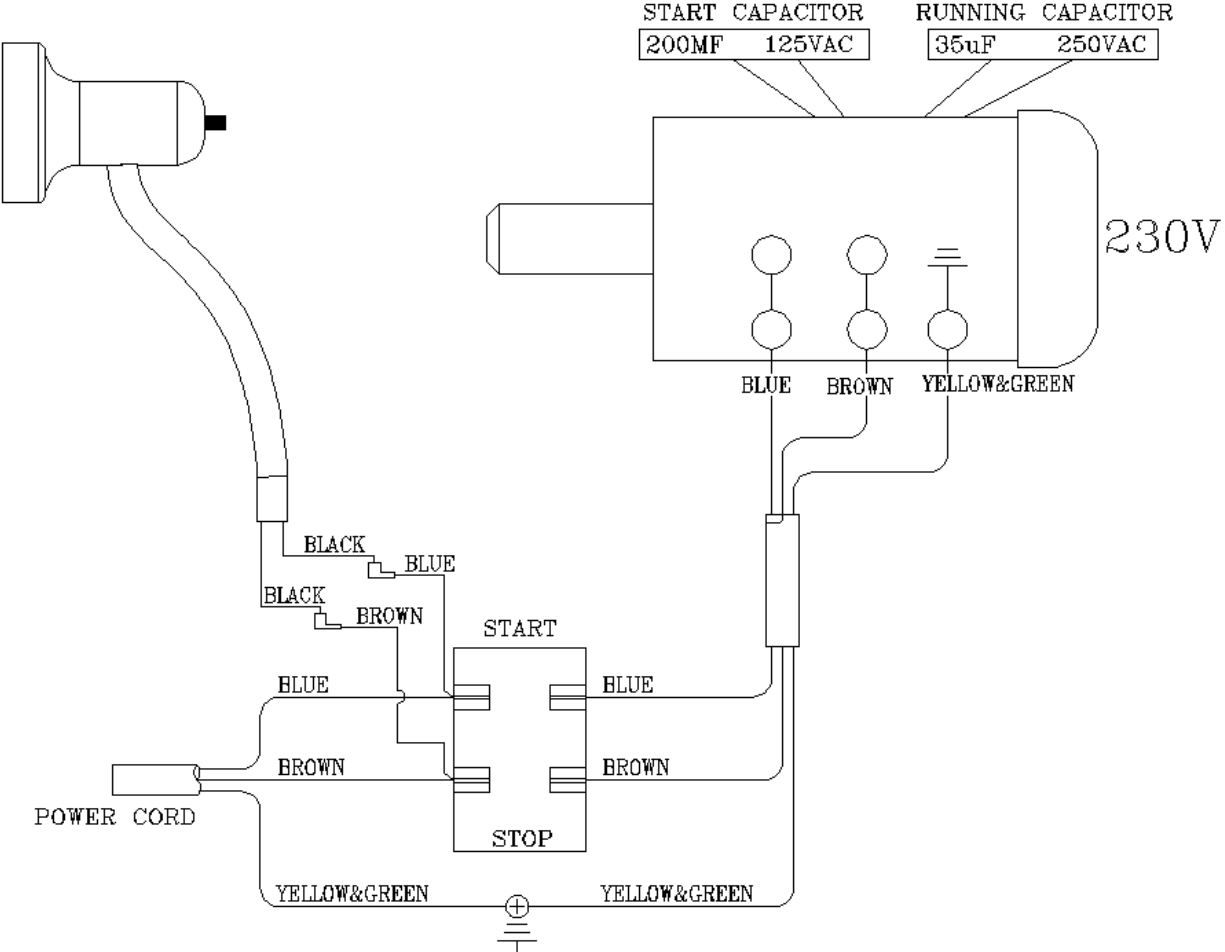 START CAPACITOR
RUNNING CAPACITOR
200MF 125VAC
35uF 250VAC
230V
BLUE
BROWN
YELLOW&GREEN
BLACK
BLUE
BLACK
BROWN
START
BLUE
BLUE
BROWN
BROWN
POWER CORD
STOP
YELLOW&GREEN
YELLOW&GREEN